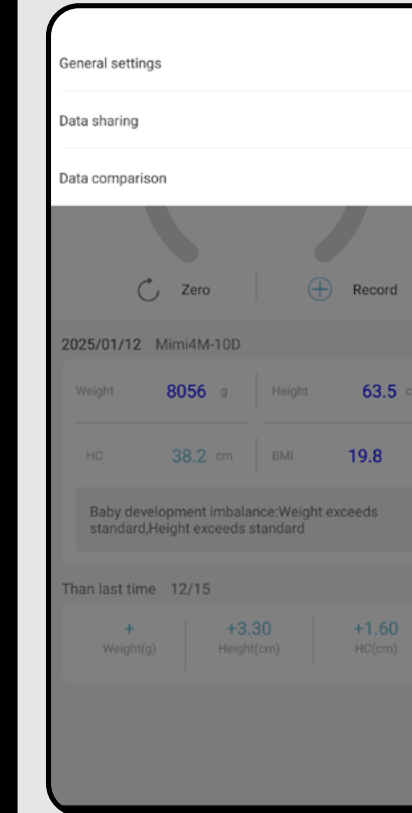 General settings
Data sharing
Data comparison
Zero
Record
2025/01/12 Mimi4M-10D
Weight 8056 g Height 63.5
HC 38.2 cm BMI 19.8
Baby development imbalance:Weight exceeds
standard,Height exceeds standard
Than last time 12/15
+ +3.30 +1.60
Weight(g) Height(cm) HC(cm)